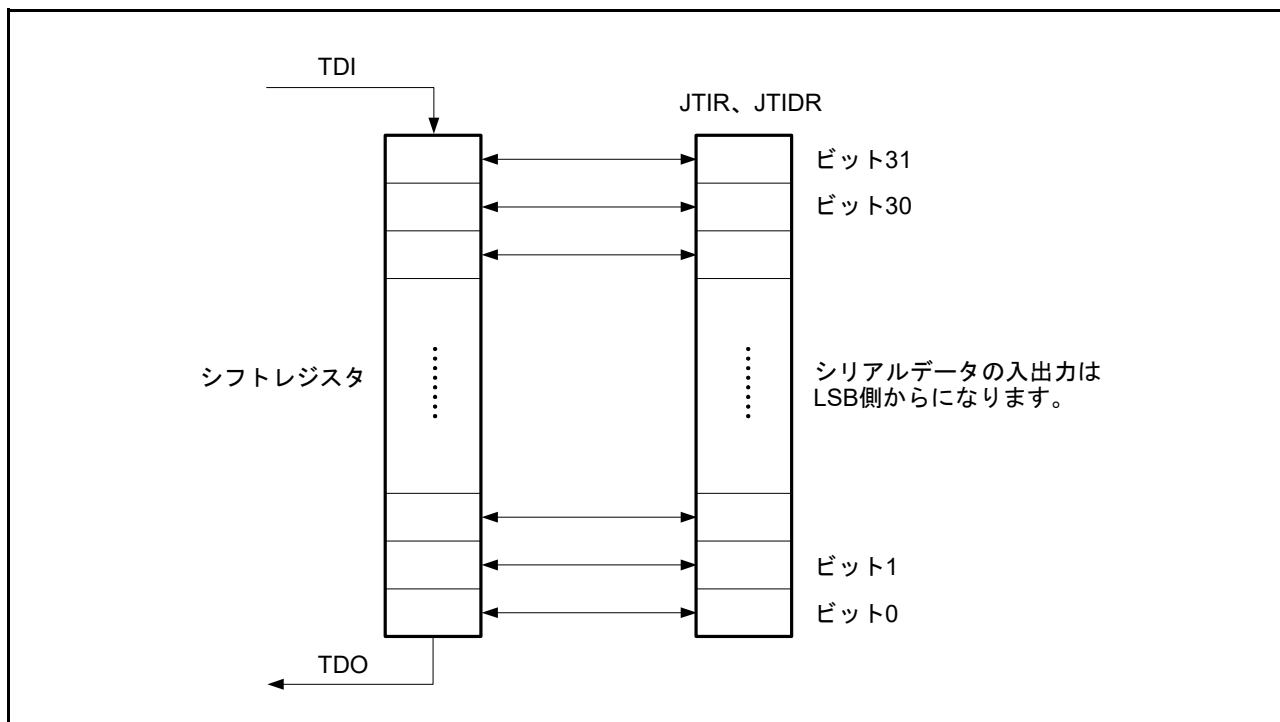 TDI
JTIR、JTIDR
ビット31
ビット30
シフトレジスタ
シリアルデータの入出力は
LSB側からになります。
ビット1
ビット0
TDO